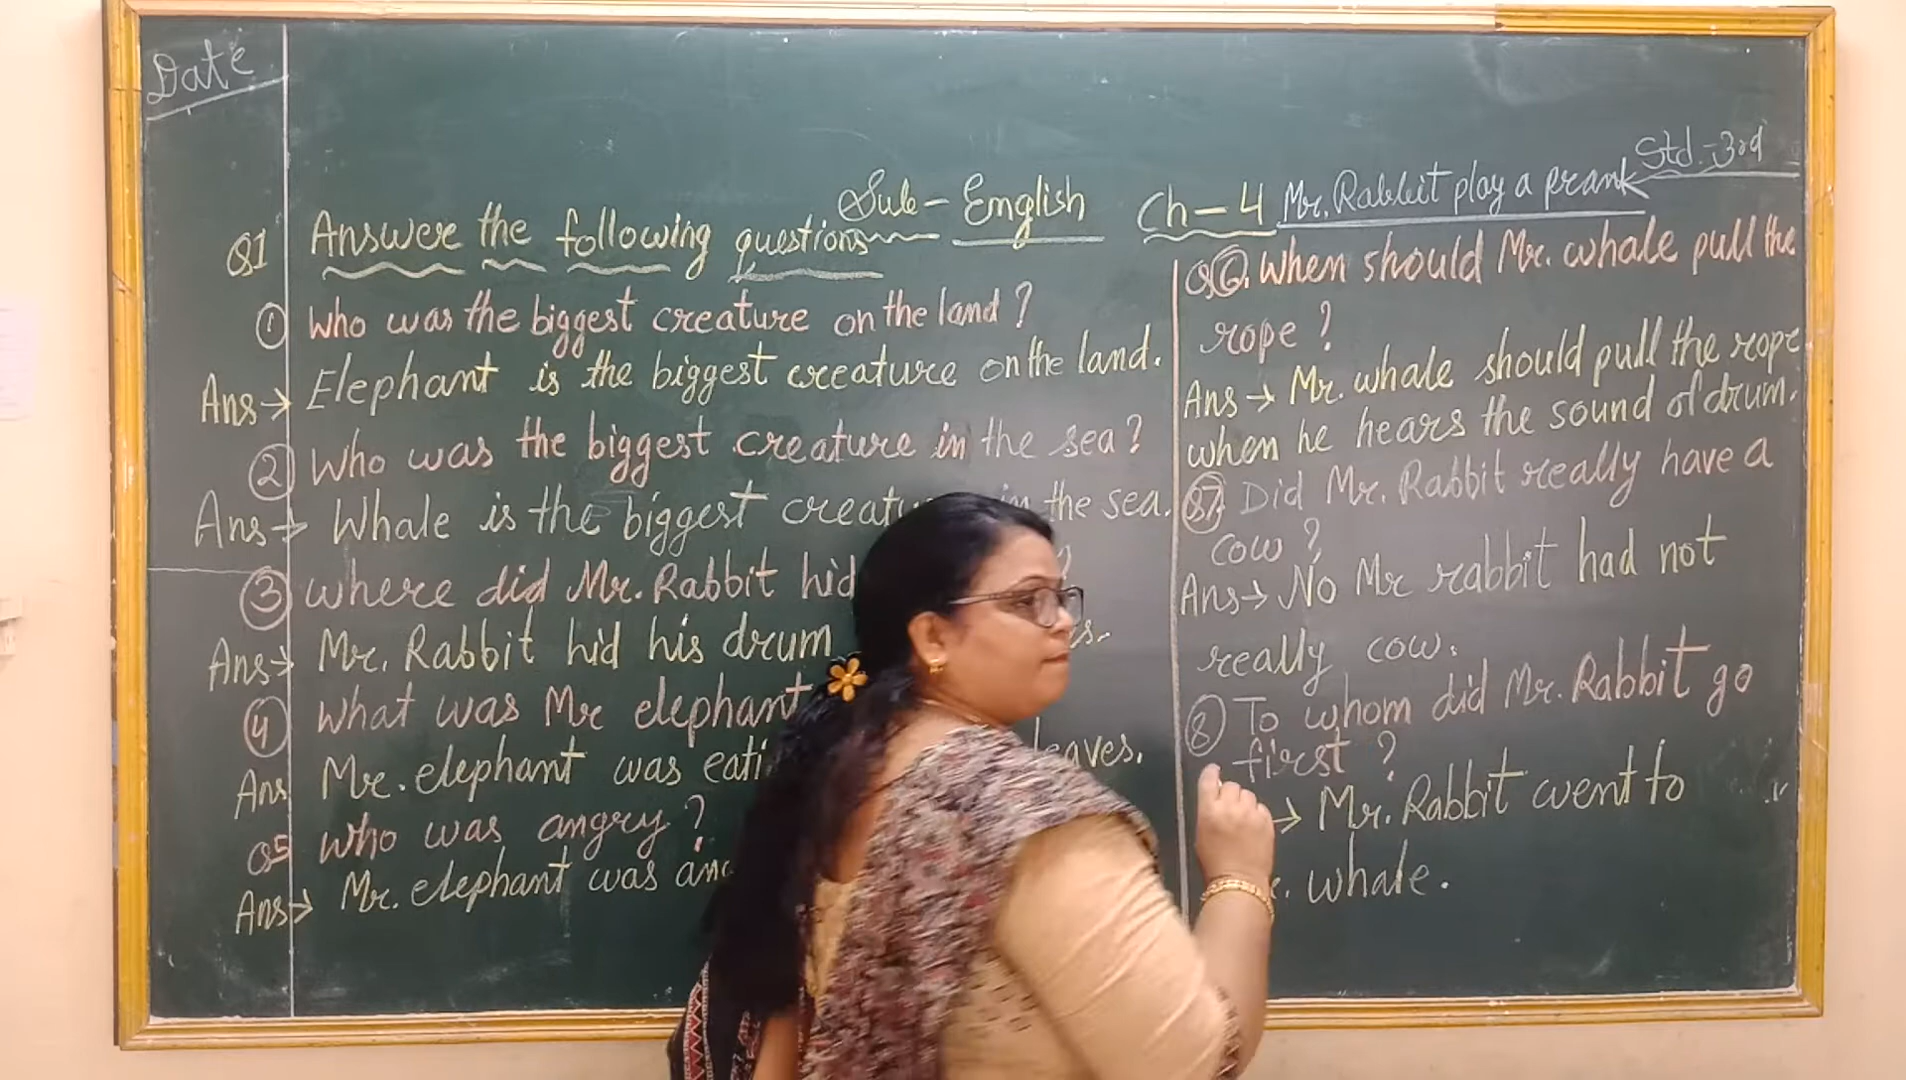 Date
Std.-3rd
Sub- English Ch-4 Mr. Rabbit play a prank
Q1 Answer the following questions
① Who was the biggest creature on the land?
Ans→ Elephant is the biggest creature on the land.
② Who was the biggest creature in the sea?
Ans→ Whale is the biggest in the sea.
③ Where did Mr. Rabbit ?
Ans→ Mr. Rabbit hid his drum
④ What was Mr elephant
Ans Mr. elephant was leaves.
Q5 Who was angry?
Ans→ Mr. elephant was
Q⑥. When should Mr. whale pull the
rope?
Ans→ Mr. whale should pull the rope
when he hears the sound of drum.
Q7. Did Mr. Rabbit really have a
cow?
Ans→ No Mr rabbit had not
really cow.
⑧ To whom did Mr. Rabbit go
first?
→ Mr. Rabbit went to
whale.